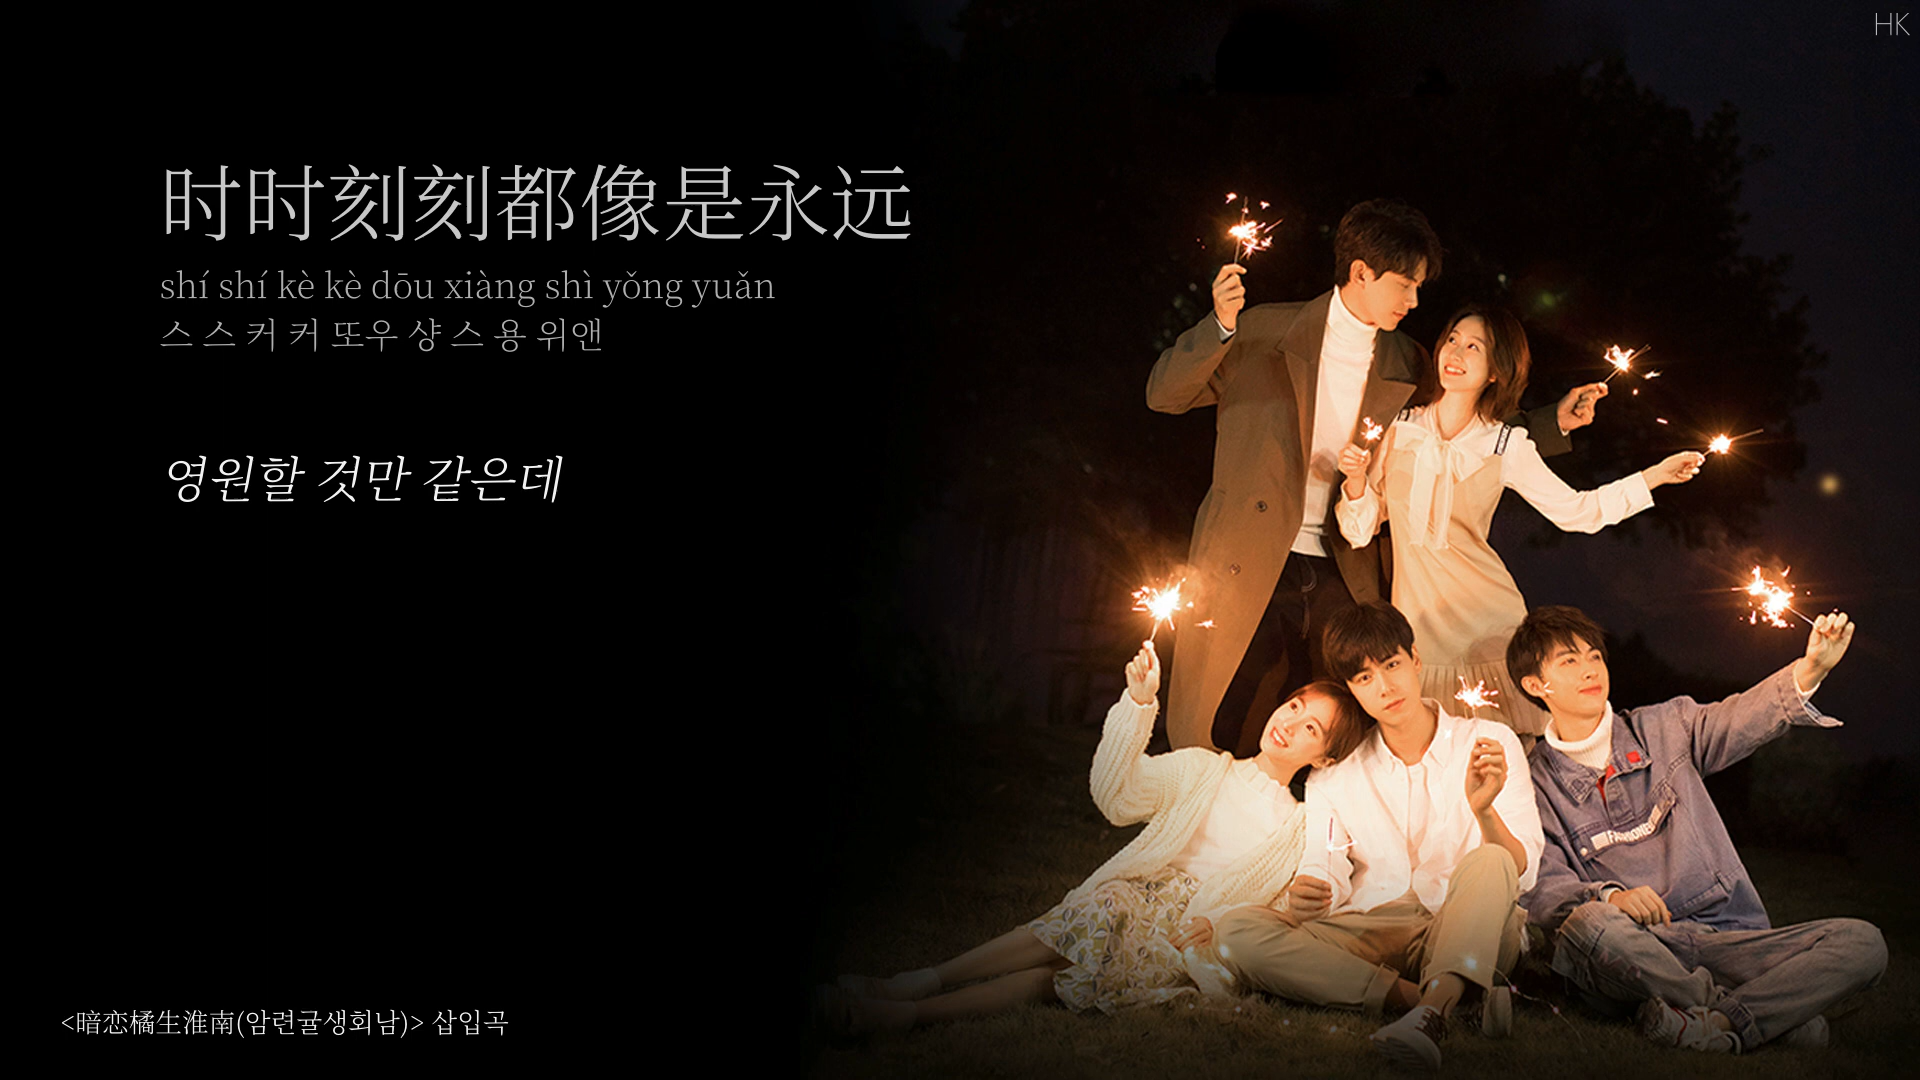 HK
时时刻刻都像是永远
shí shí kè kè dōu xiàng shì yǒng yuǎn
스 스 커 커 또우 샹 스 용 위앤
영원할 것만 같은데
<暗恋橘生淮南(암련귤생회남)> 삽입곡